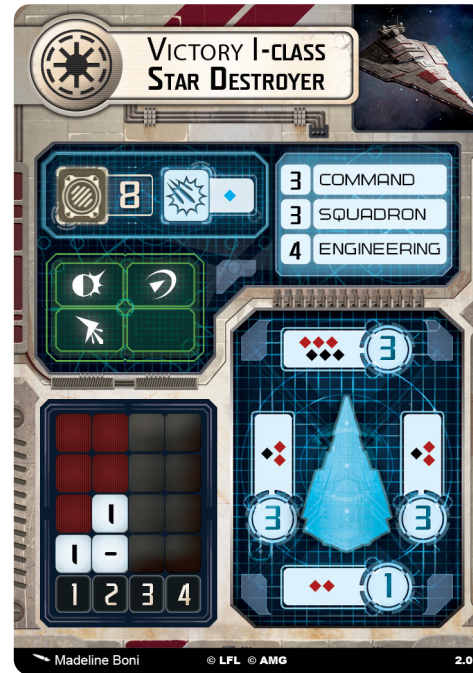 VICTORY I-CLASS
STAR DESTROYER
8
3 COMMAND
3 SQUADRON
4 ENGINEERING
3
3 3
1
1
1 -
1 2 3 4
Madeline Boni © LFL © AMG 2.0